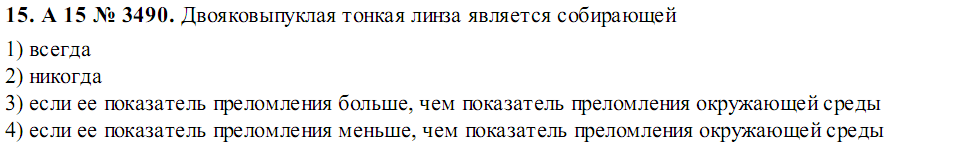 15. А 15 № 3490. Двояковыпуклая тонкая линза является собирающей
1) всегда
2) никогда
3) если ее показатель преломления больше, чем показатель преломления окружающей среды
4) если ее показатель преломления меньше, чем показатель преломления окружающей среды